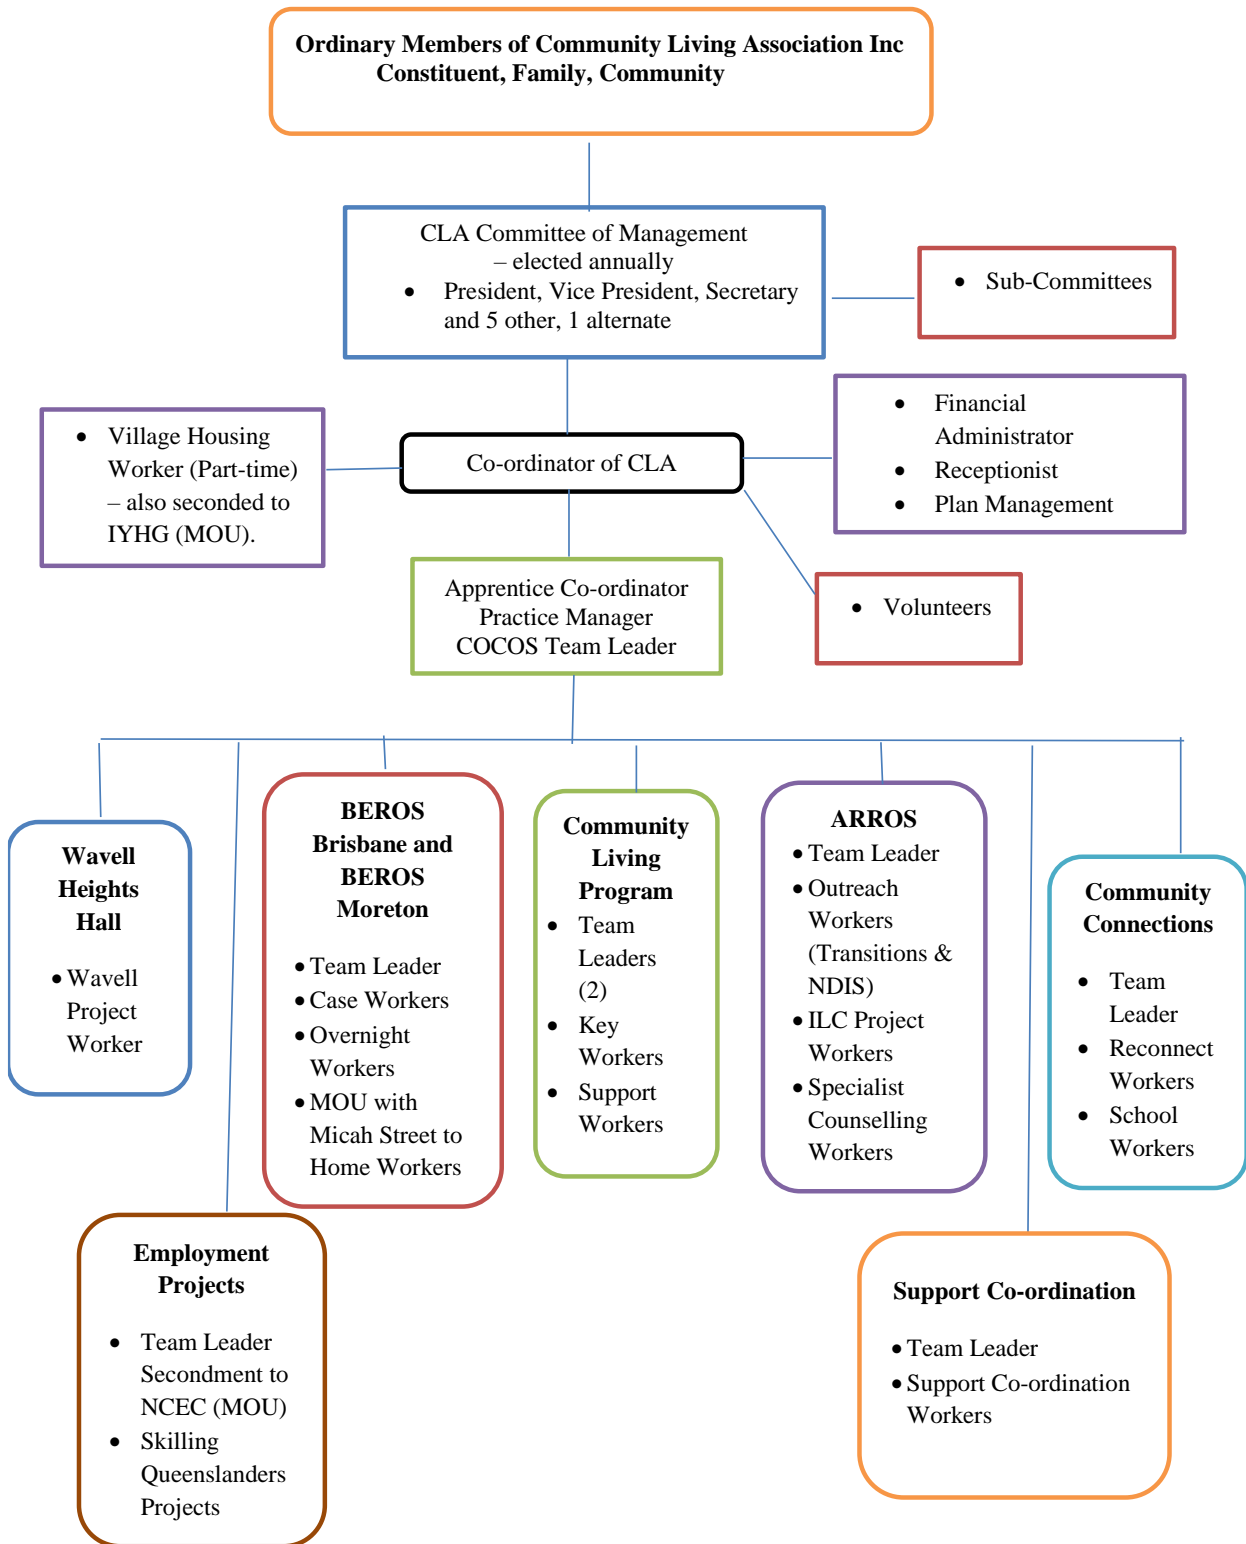 Ordinary Members of Community Living Association Inc
Constituent, Family, Community
CLA Committee of Management
– elected annually
• President, Vice President, Secretary
and 5 other, 1 alternate
• Sub-Committees
• Village Housing
Worker (Part-time)
– also seconded to
IYHG (MOU).
Co-ordinator of CLA
• Financial
Administrator
• Receptionist
• Plan Management
Apprentice Co-ordinator
Practice Manager
COCOS Team Leader
• Volunteers
Wavell
Heights
Hall
• Wavell
Project
Worker
BEROS
Brisbane and
BEROS
Moreton
• Team Leader
• Case Workers
• Overnight
Workers
• MOU with
Micah Street to
Home Workers
Community
Living
Program
• Team
Leaders
(2)
• Key
Workers
• Support
Workers
ARROS
• Team Leader
• Outreach
Workers
(Transitions &
NDIS)
• ILC Project
Workers
• Specialist
Counselling
Workers
Community
Connections
• Team
Leader
• Reconnect
Workers
• School
Workers
Employment
Projects
• Team Leader
Secondment to
NCEC (MOU)
• Skilling
Queenslanders
Projects
Support Co-ordination
• Team Leader
• Support Co-ordination
Workers